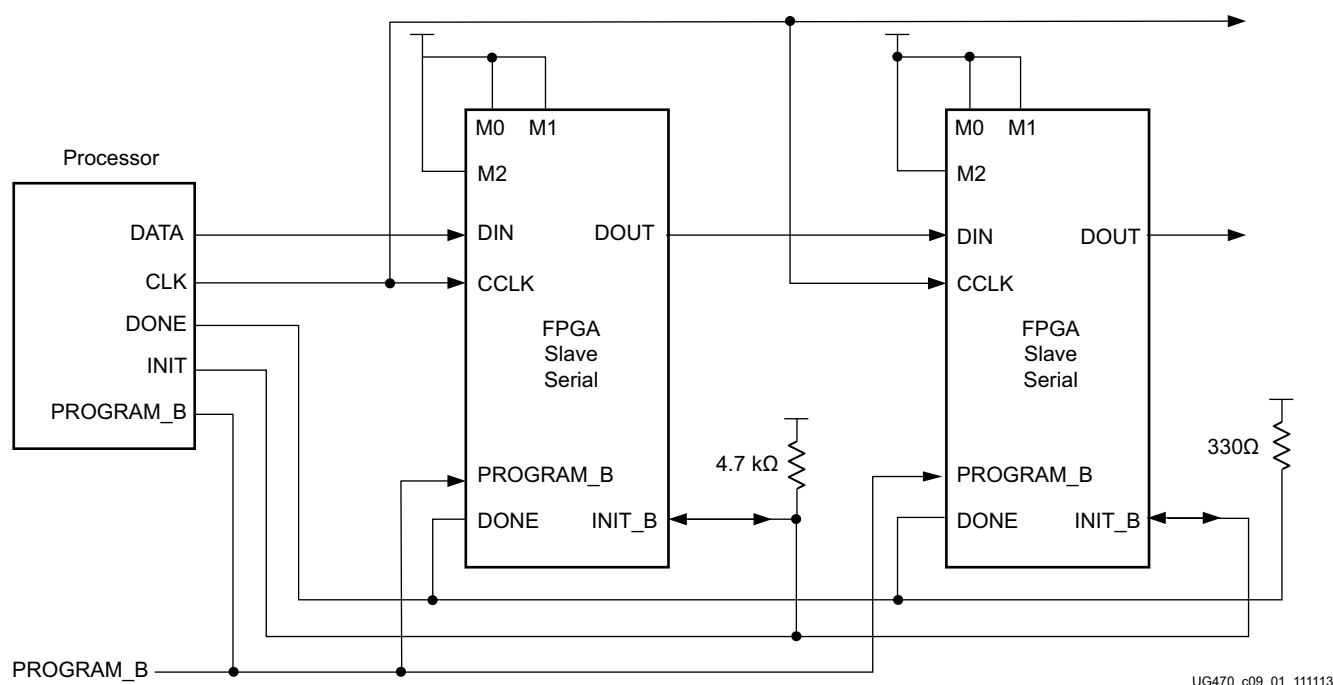 Processor
DATA
CLK
DONE
INIT
PROGRAM_B
M0 M1
M2
DIN DOUT
CCLK
FPGA
Slave
Serial
PROGRAM_B
DONE INIT_B
4.7 kΩ
M0 M1
M2
DIN DOUT
CCLK
FPGA
Slave
Serial
PROGRAM_B
DONE INIT_B
330Ω
PROGRAM_B
UG470_c09_01_111113